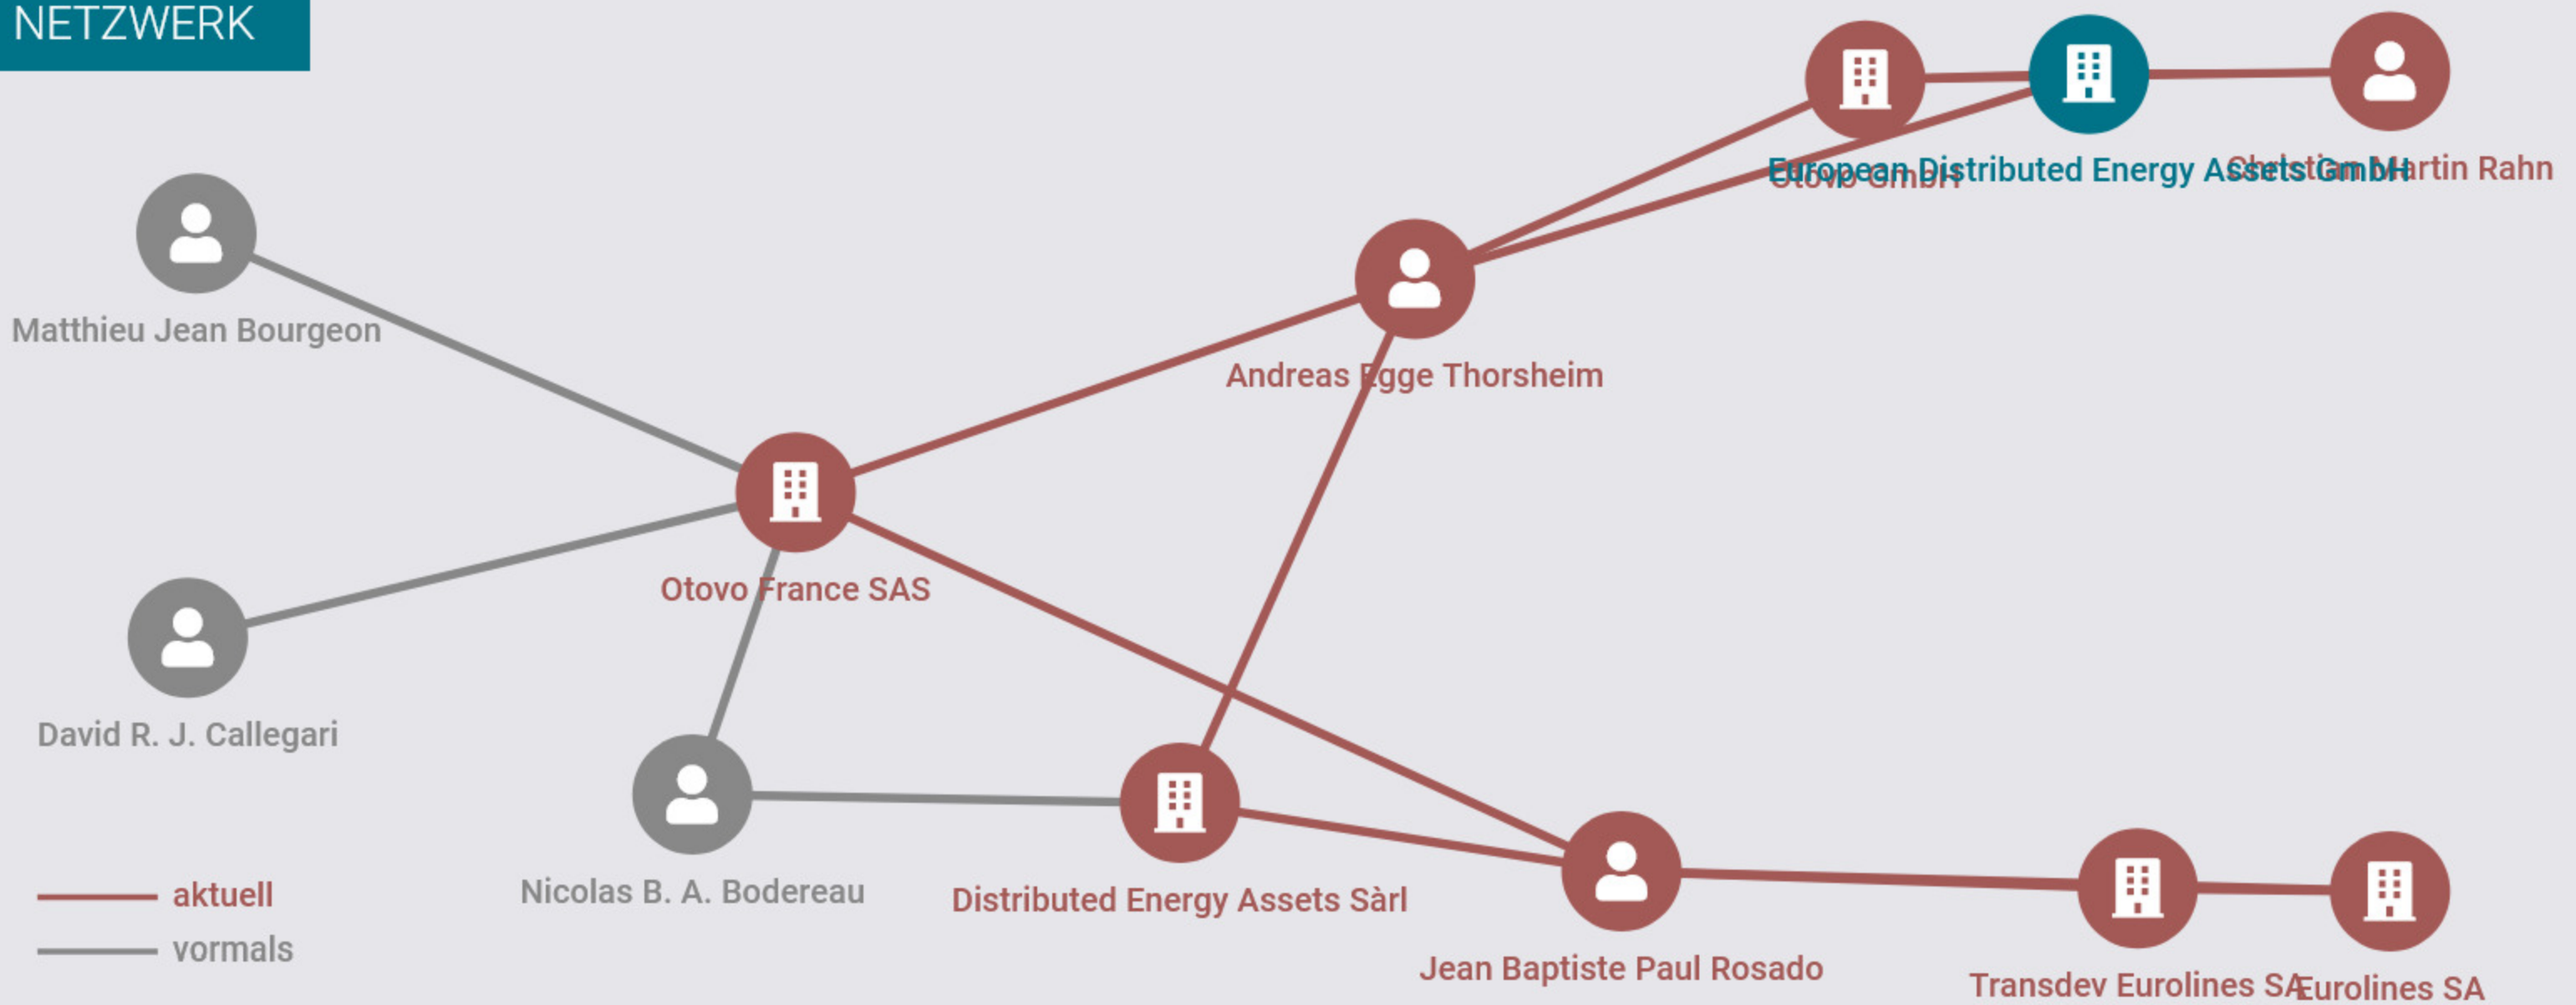 NETZWERK
European Distributed Energy Assets GmbH
Christian Martin Rahn
Otovo GmbH
Matthieu Jean Bourgeon
Andreas Egge Thorsheim
Otovo France SAS
David R. J. Callegari
Nicolas B. A. Bodereau
Distributed Energy Assets Sàrl
Jean Baptiste Paul Rosado
Transdev Eurolines SA
Eurolines SA
aktuell
vormals